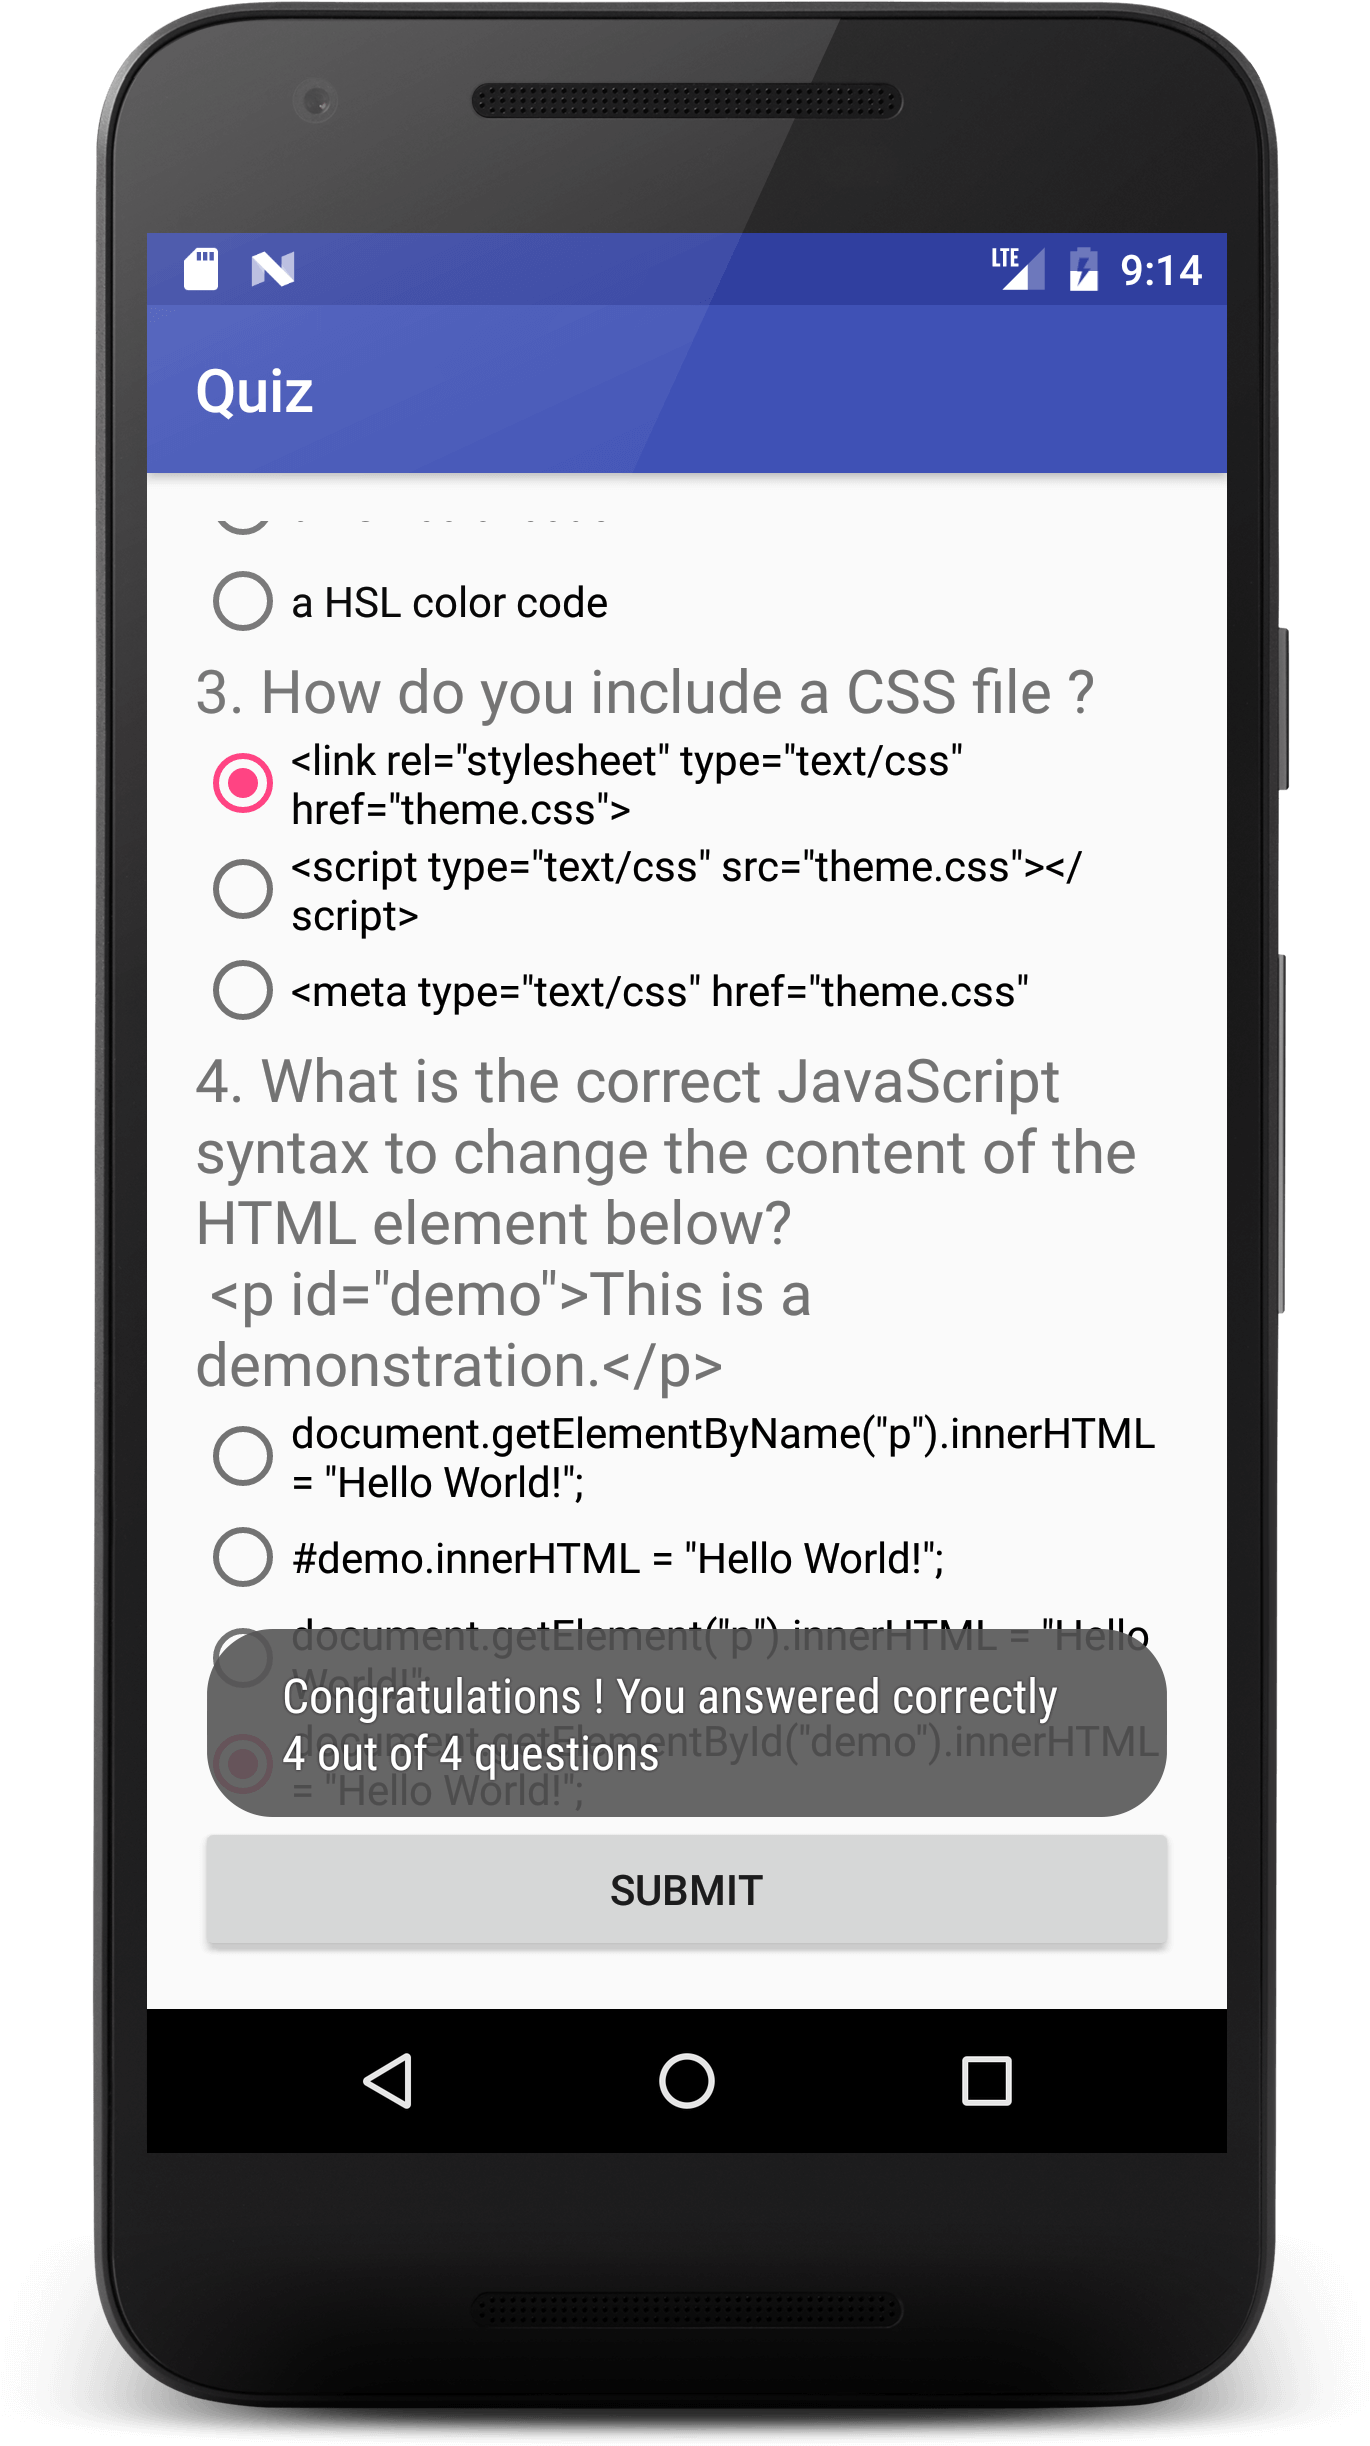 LTE 9:14
Quiz
a HSL color code
3. How do you include a CSS file ?
<link rel="stylesheet" type="text/css"
href="theme.css">
<script type="text/css" src="theme.css"></
script>
<meta type="text/css" href="theme.css"
4. What is the correct JavaScript
syntax to change the content of the
HTML element below?
<p id="demo">This is a
demonstration.</p>
document.getElementByName("p").innerHTML
= "Hello World!";
#demo.innerHTML = "Hello World!";
document.getElement("p").innerHTML = "Hello
World!";
Congratulations ! You answered correctly
4 out of 4 questions
document.getElementById("demo").innerHTML
= "Hello World!";
SUBMIT